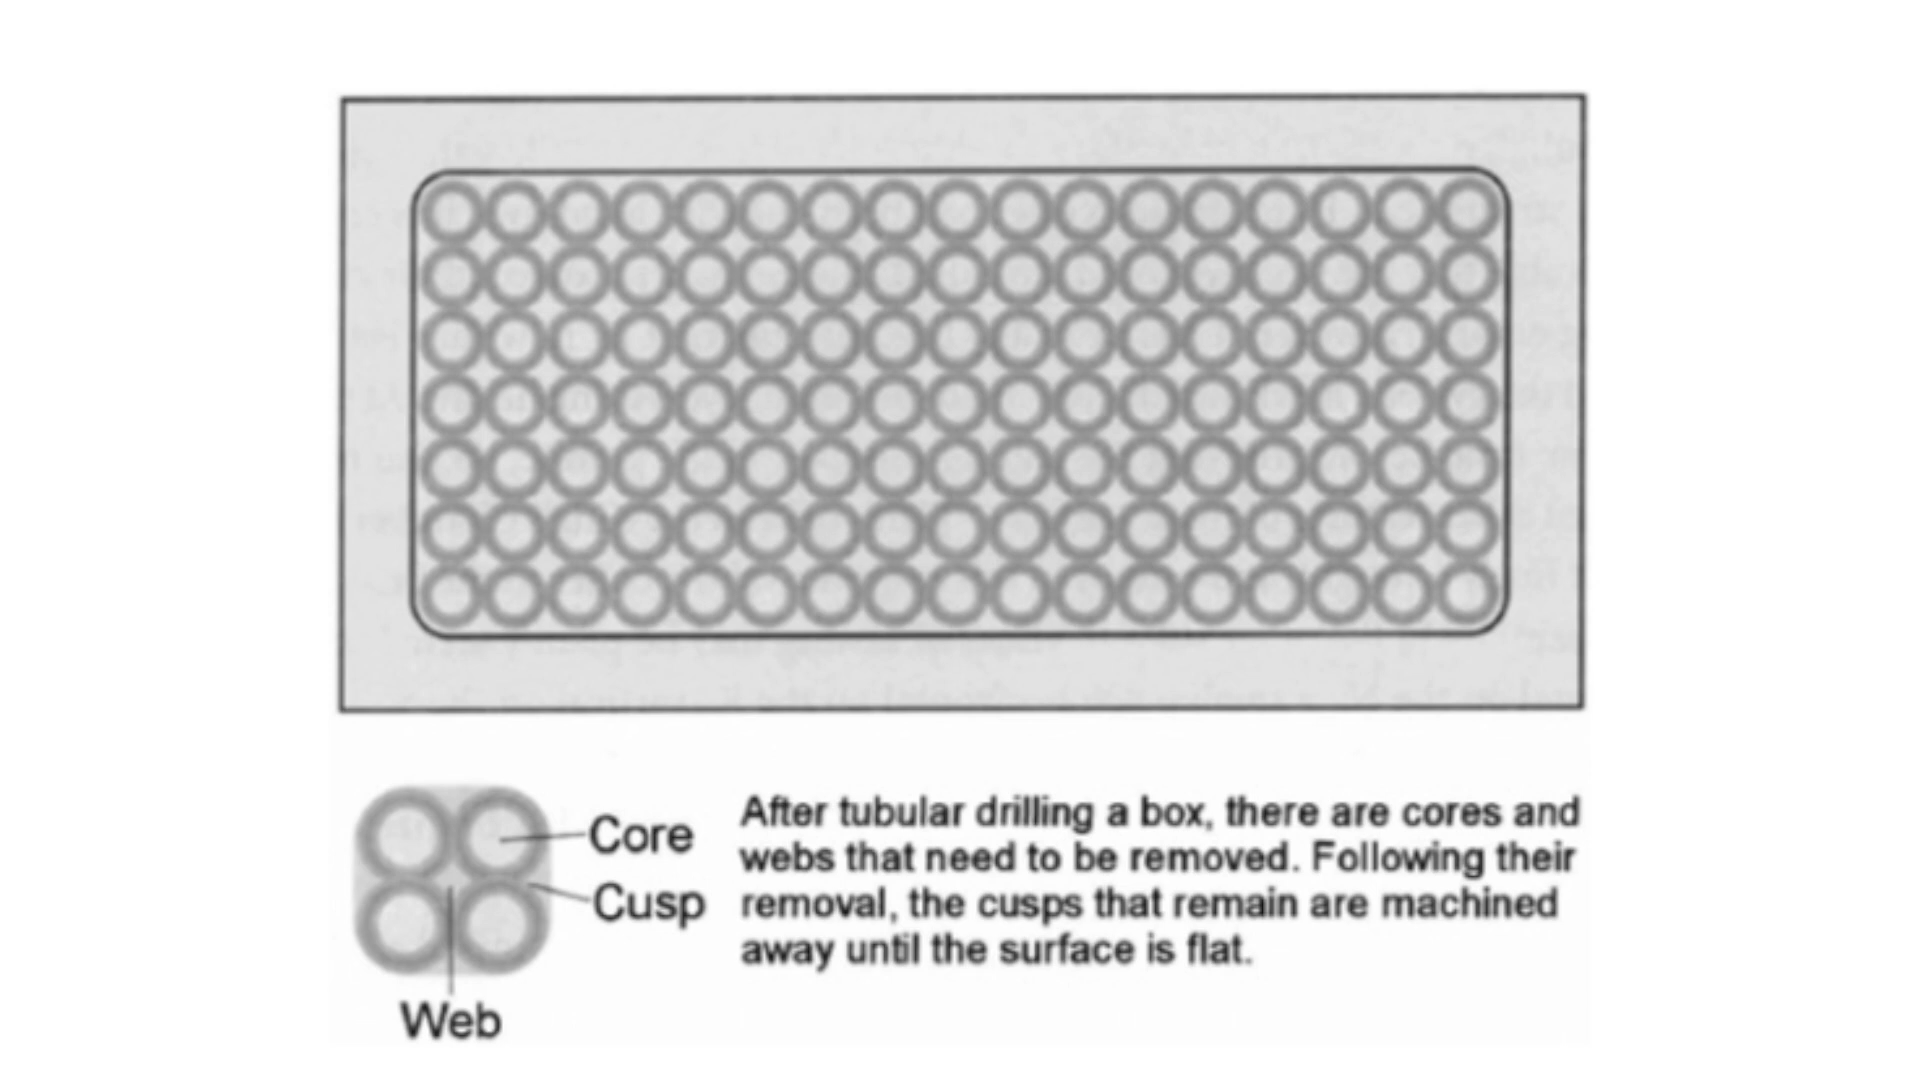 Core
Cusp
Web
After tubular drilling a box, there are cores and
webs that need to be removed. Following their
removal, the cusps that remain are machined
away until the surface is flat.